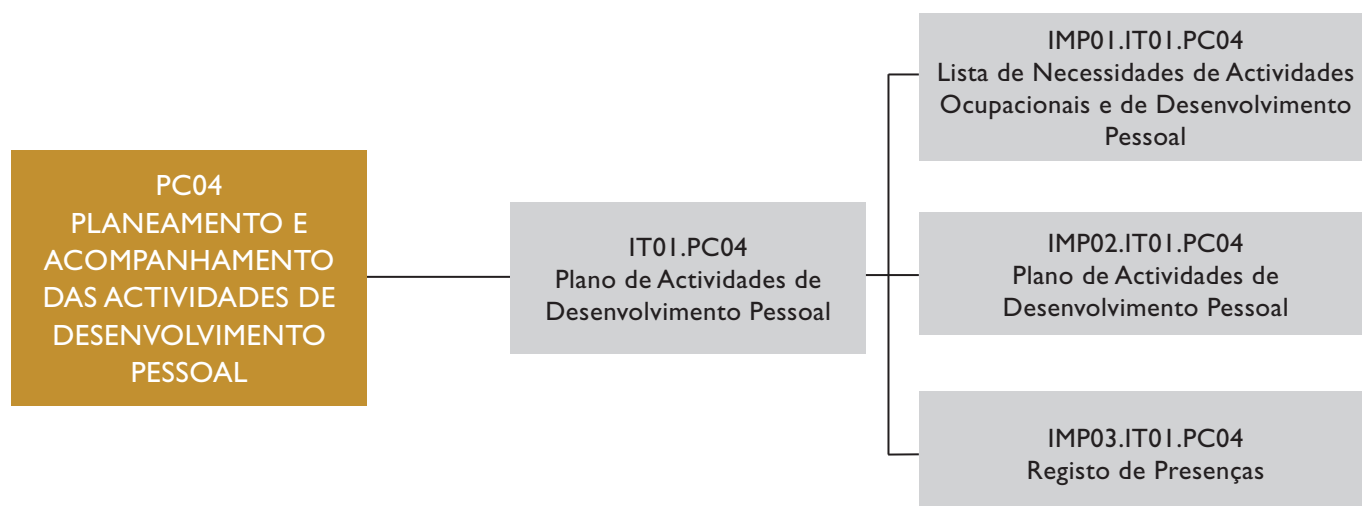 PC04
PLANEAMENTO E
ACOMPANHAMENTO
DAS ACTIVIDADES DE
DESENVOLVIMENTO
PESSOAL
IT01.PC04
Plano de Actividades de
Desenvolvimento Pessoal
IMP01.IT01.PC04
Lista de Necessidades de Actividades
Ocupacionais e de Desenvolvimento
Pessoal
IMP02.IT01.PC04
Plano de Actividades de
Desenvolvimento Pessoal
IMP03.IT01.PC04
Registo de Presenças